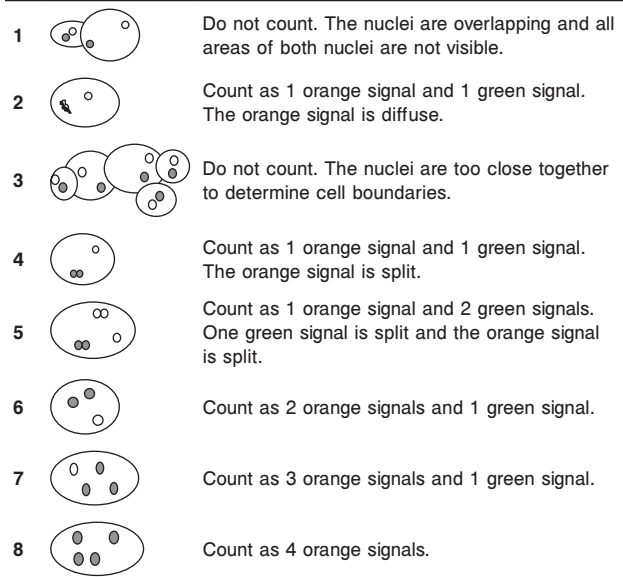 1 Do not count. The nuclei are overlapping and all
areas of both nuclei are not visible.
2 Count as 1 orange signal and 1 green signal.
The orange signal is diffuse.
3 Do not count. The nuclei are too close together
to determine cell boundaries.
4 Count as 1 orange signal and 1 green signal.
The orange signal is split.
5 Count as 1 orange signal and 2 green signals.
One green signal is split and the orange signal
is split.
6 Count as 2 orange signals and 1 green signal.
7 Count as 3 orange signals and 1 green signal.
8 Count as 4 orange signals.